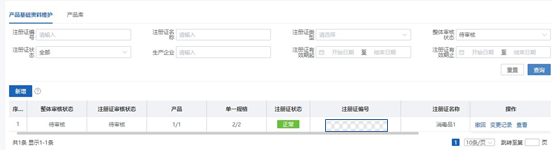 产品基础资料维护 产品库
注册证编号 请输入 注册证名称 请输入 注册证类型 请选择 整体审核状态 待审核
注册证状态 全部 生产企业 请输入 注册证有效期起 开始日期 至 结束日期 注册证有效期止 开始日期 至 结束日期
重置 查询
新增
序... 整体审核状态 注册证审核状态 产品 单一规格 注册证状态 注册证编号 注册证名称 操作
1 待审核 待审核 1/1 2/2 正常 消毒品1 撤回 变更记录 查看
共1条 显示1-1条 1 10条/页 跳转至第 页